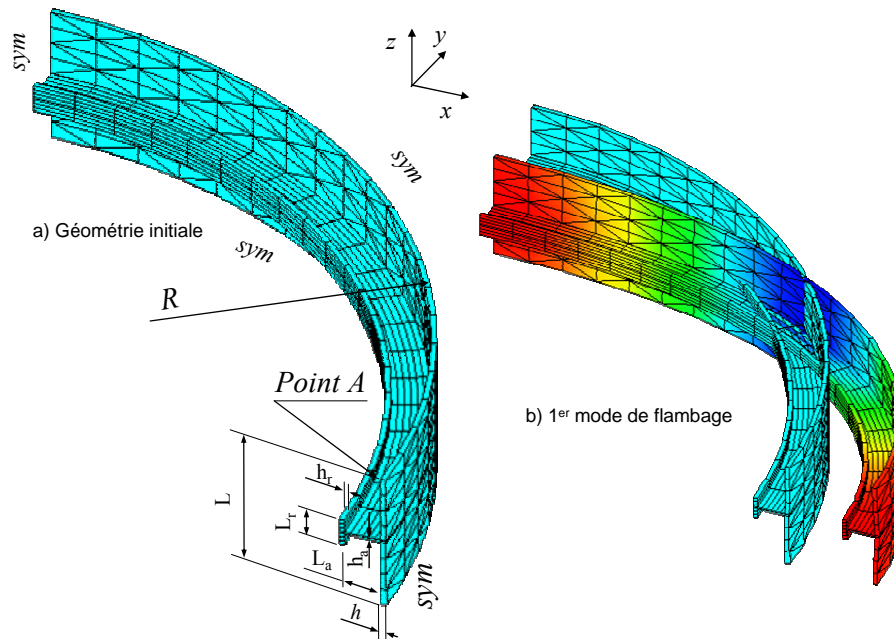 z
y
x
sym
sym
a) Géométrie initiale
sym
R
Point A
b) 1er mode de flambage
L
hr
Lr
La
ha
h
sym